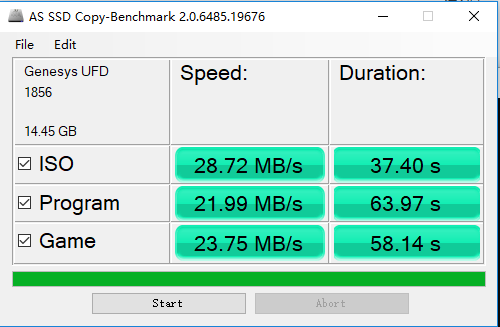 AS SSD Copy-Benchmark 2.0.6485.19676
File Edit
Genesys UFD
1856
14.45 GB
Speed:
Duration:
ISO 28.72 MB/s 37.40 s
Program 21.99 MB/s 63.97 s
Game 23.75 MB/s 58.14 s
Start Abort